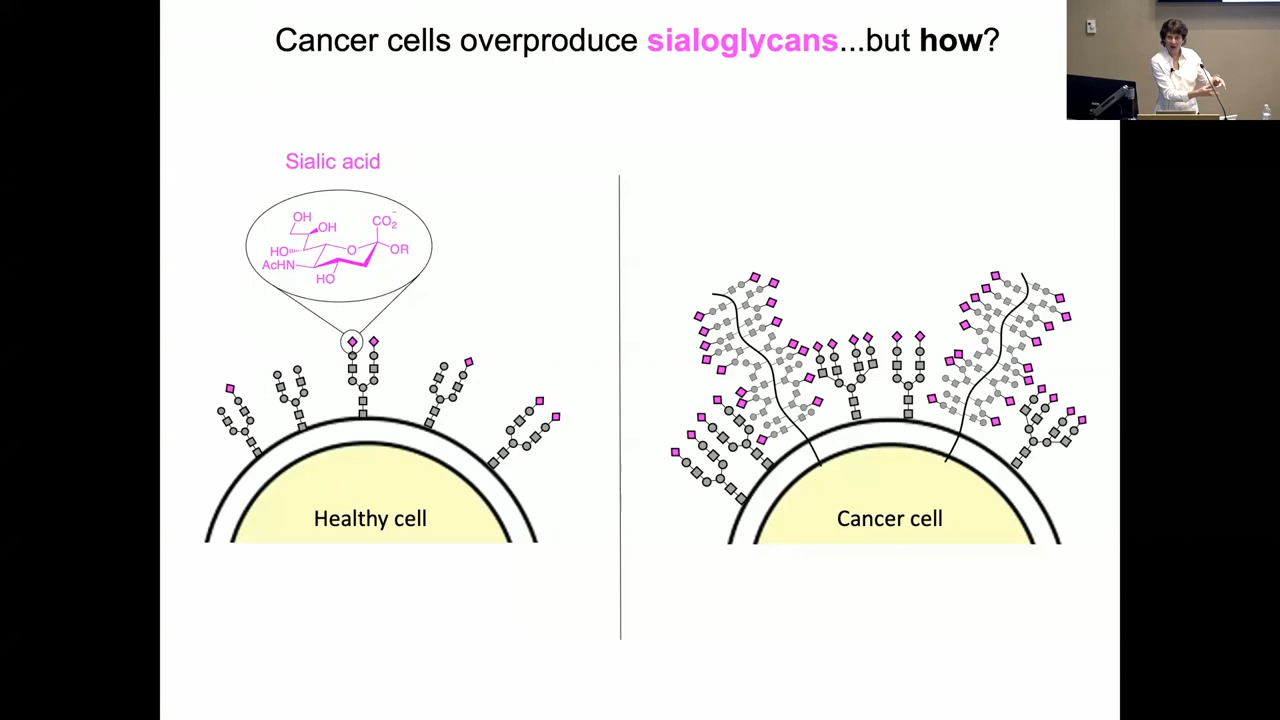 Cancer cells overproduce sialoglycans...but how?
Sialic acid
OH
OH
CO₂⁻
HO
O
OR
AcHN
HO
Healthy cell
Cancer cell